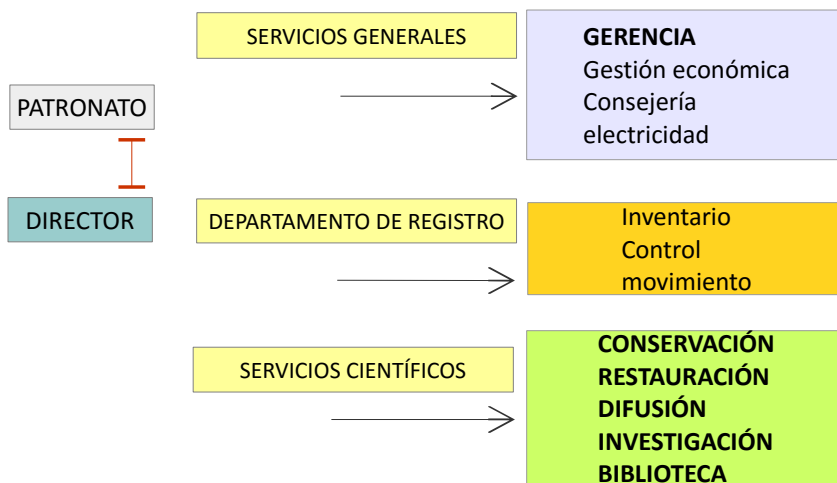 SERVICIOS GENERALES
GERENCIA
Gestión económica
Consejería
electricidad
PATRONATO
DIRECTOR
DEPARTAMENTO DE REGISTRO
Inventario
Control
movimiento
SERVICIOS CIENTÍFICOS
CONSERVACIÓN
RESTAURACIÓN
DIFUSIÓN
INVESTIGACIÓN
BIBLIOTECA